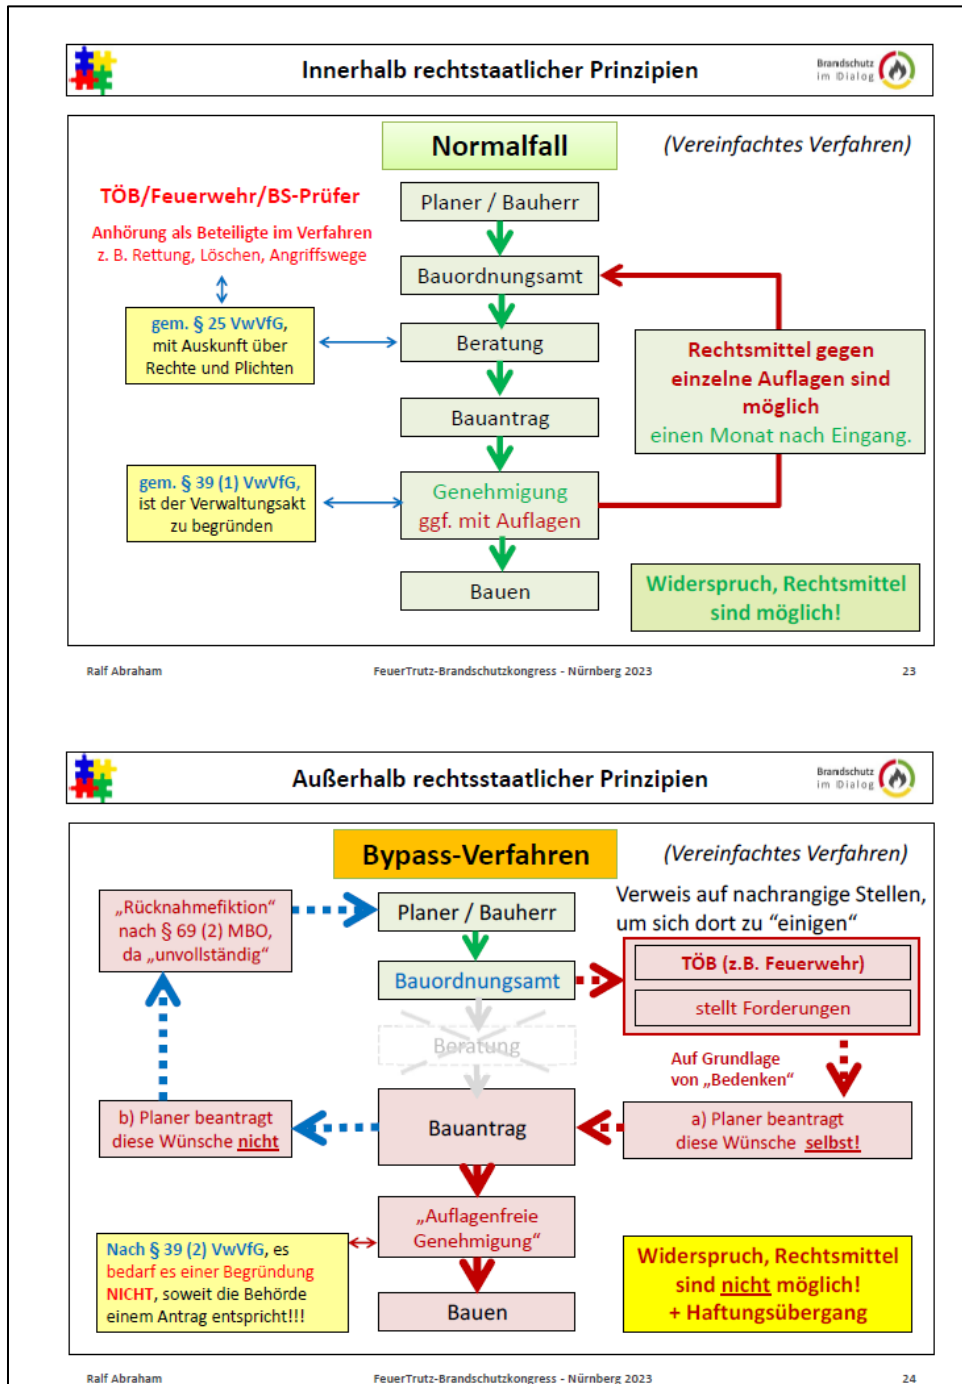 Innerhalb rechtstaatlicher Prinzipien
Brandschutz
im Dialog
Normalfall
(Vereinfachtes Verfahren)
TÖB/Feuerwehr/BS-Prüfer
Anhörung als Beteiligte im Verfahren
z. B. Rettung, Löschen, Angriffswege
gem. § 25 VwVfG,
mit Auskunft über
Rechte und Plichten
gem. § 39 (1) VwVfG,
ist der Verwaltungsakt
zu begründen
Planer / Bauherr
Bauordnungsamt
Beratung
Bauantrag
Genehmigung
ggf. mit Auflagen
Bauen
Rechtsmittel gegen
einzelne Auflagen sind
möglich
einen Monat nach Eingang.
Widerspruch, Rechtsmittel
sind möglich!
Ralf Abraham
FeuerTrutz-Brandschutzkongress - Nürnberg 2023
23
Außerhalb rechtsstaatlicher Prinzipien
Brandschutz
im Dialog
Bypass-Verfahren
(Vereinfachtes Verfahren)
„Rücknahmefiktion“
nach § 69 (2) MBO,
da „unvollständig“
Planer / Bauherr
Verweis auf nachrangige Stellen,
um sich dort zu “einigen“
Bauordnungsamt
TÖB (z.B. Feuerwehr)
stellt Forderungen
Beratung
Auf Grundlage
von „Bedenken“
b) Planer beantragt
diese Wünsche nicht
Bauantrag
a) Planer beantragt
diese Wünsche selbst!
„Auflagenfreie
Genehmigung“
Nach § 39 (2) VwVfG, es
bedarf es einer Begründung
NICHT, soweit die Behörde
einem Antrag entspricht!!!
Bauen
Widerspruch, Rechtsmittel
sind nicht möglich!
+ Haftungsübergang
Ralf Abraham
FeuerTrutz-Brandschutzkongress - Nürnberg 2023
24